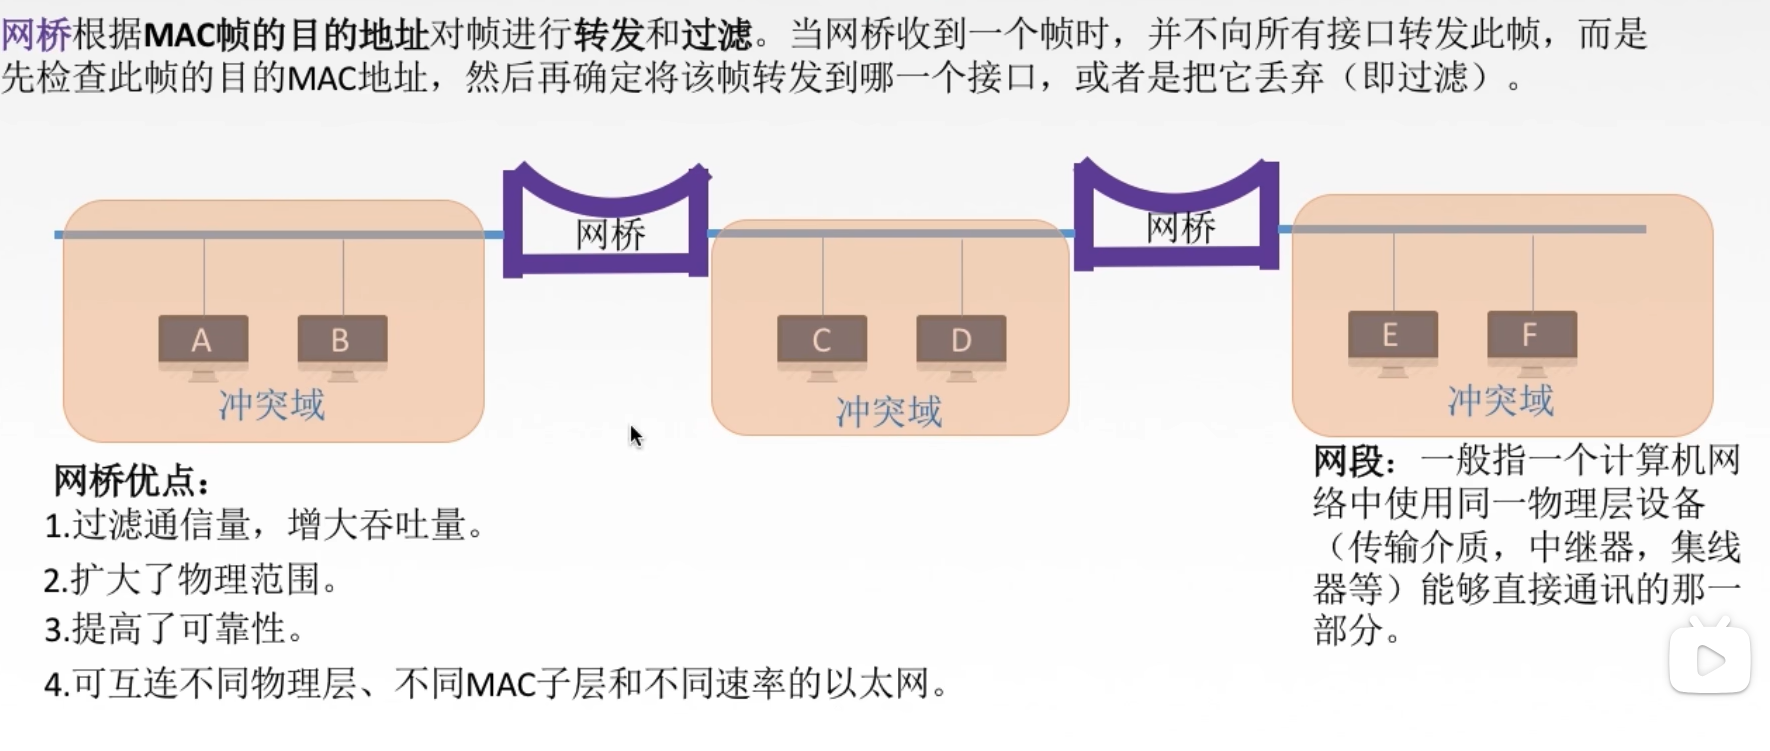 网桥根据MAC帧的目的地址对帧进行转发和过滤。当网桥收到一个帧时，并不向所有接口转发此帧，而是
先检查此帧的目的MAC地址，然后再确定将该帧转发到哪一个接口，或者是把它丢弃（即过滤）。
网桥
网桥
A
B
C
D
E
F
冲突域
冲突域
冲突域
网桥优点：
1.过滤通信量，增大吞吐量。
2.扩大了物理范围。
3.提高了可靠性。
4.可互连不同物理层、不同MAC子层和不同速率的以太网。
网段：一般指一个计算机网
络中使用同一物理层设备
（传输介质，中继器，集线
器等）能够直接通讯的那一
部分。